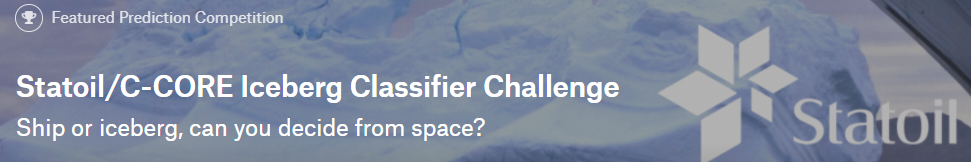 Featured Prediction Competition
Statoil/C-CORE Iceberg Classifier Challenge
Ship or iceberg, can you decide from space?
Statoil